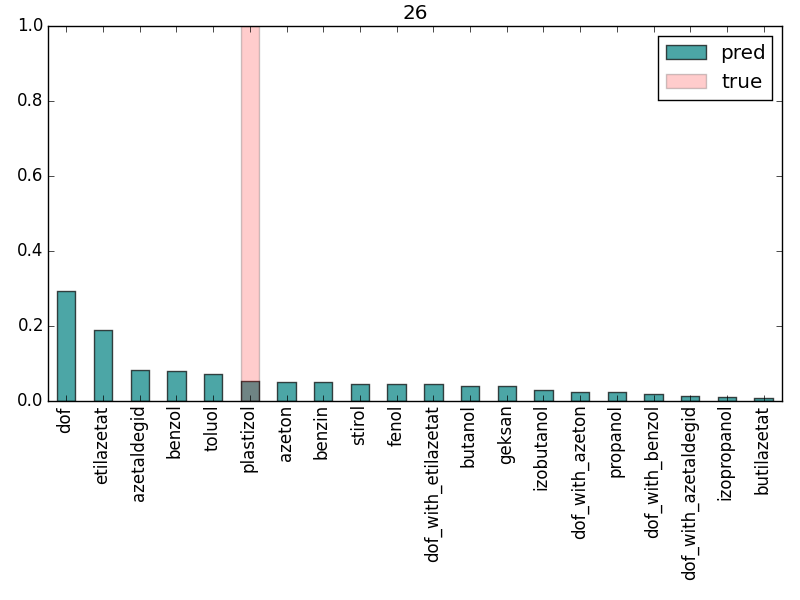 26
1.0
0.8
0.6
0.4
0.2
0.0
pred
true
dof
etilazetat
azetaldegid
benzol
toluol
plastizol
azeton
benzin
stirol
fenol
dof_with_etilazetat
butanol
geksan
izobutanol
dof_with_azeton
propanol
dof_with_benzol
dof_with_azetaldegid
izopropanol
butilazetat